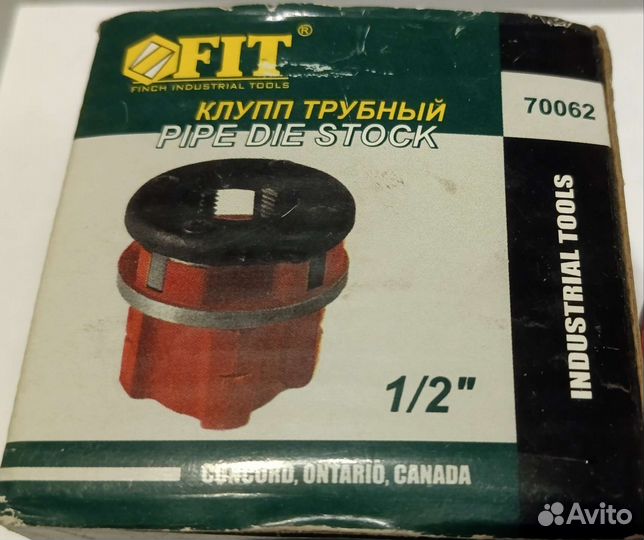 FIT®
FINCH INDUSTRIAL TOOLS
КЛУПП ТРУБНЫЙ
PIPE DIE STOCK
70062
INDUSTRIAL TOOLS
1/2"
CONCORD, ONTARIO, CANADA
Avito